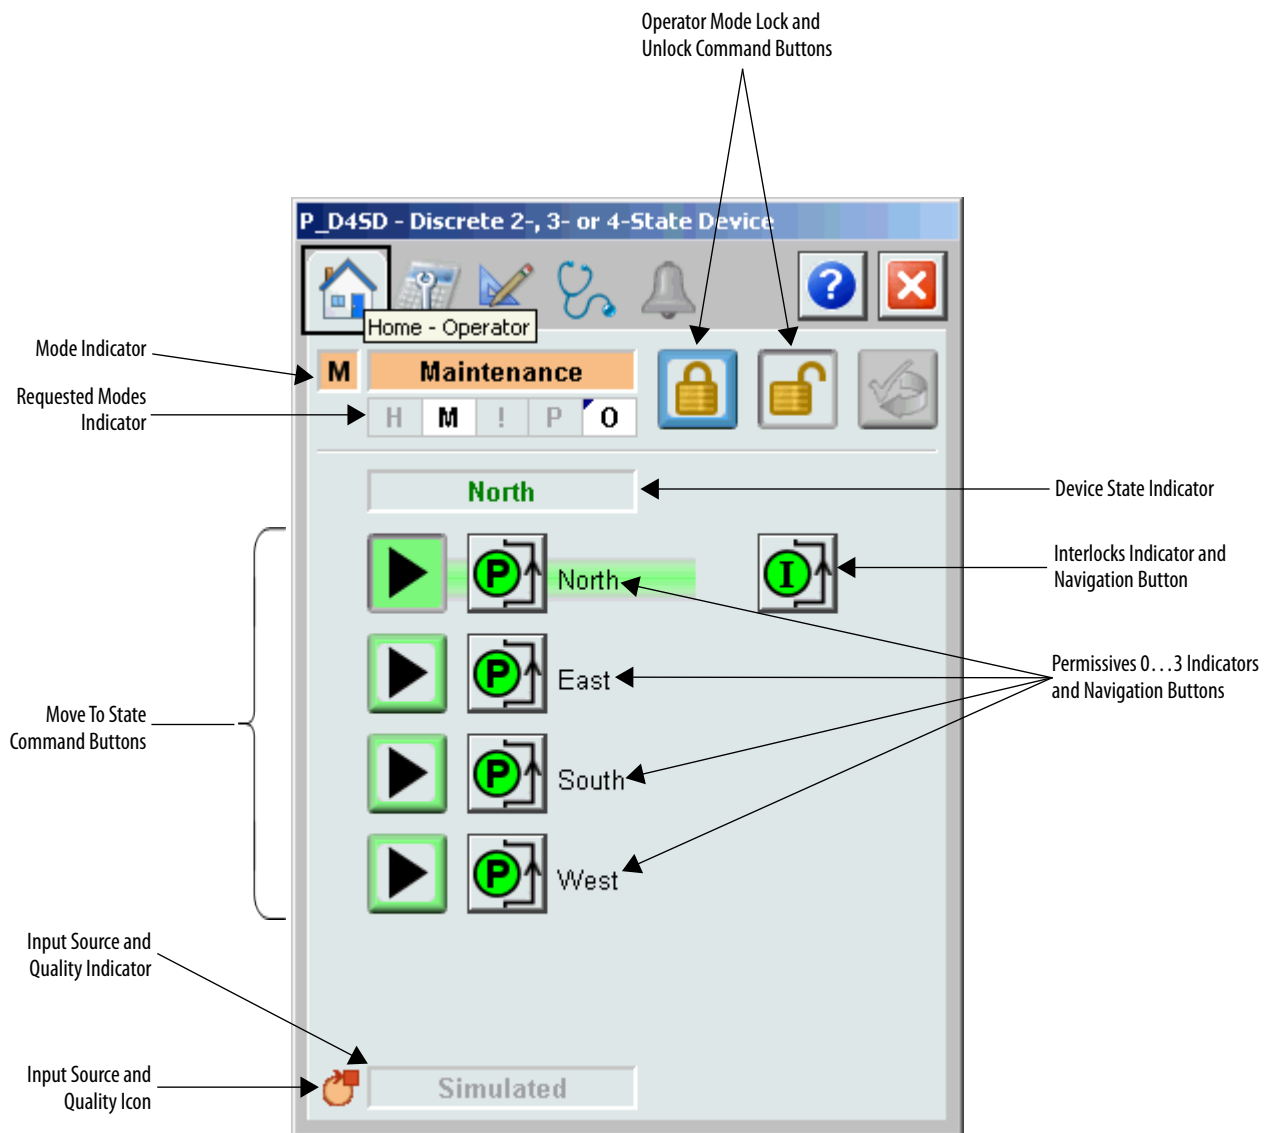 Operator Mode Lock and
Unlock Command Buttons
P_D4SD - Discrete 2-, 3- or 4-State Device
?
Home - Operator
Mode Indicator
M
Maintenance
Requested Modes
Indicator
H M ! P O
North
Device State Indicator
P
North
I
Interlocks Indicator and
Navigation Button
P
East
Permissives 0...3 Indicators
and Navigation Buttons
Move To State
Command Buttons
P
South
P
West
Input Source and
Quality Indicator
Input Source and
Quality Icon
Simulated